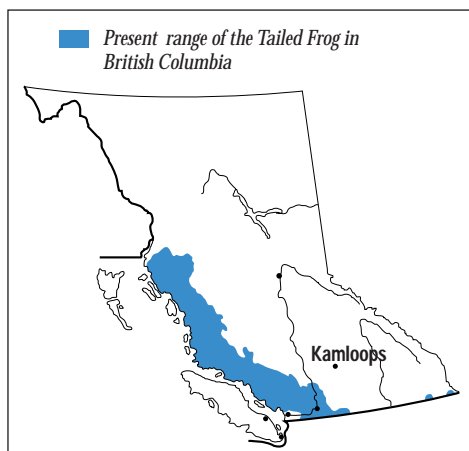 Present range of the Tailed Frog in
British Columbia
Kamloops